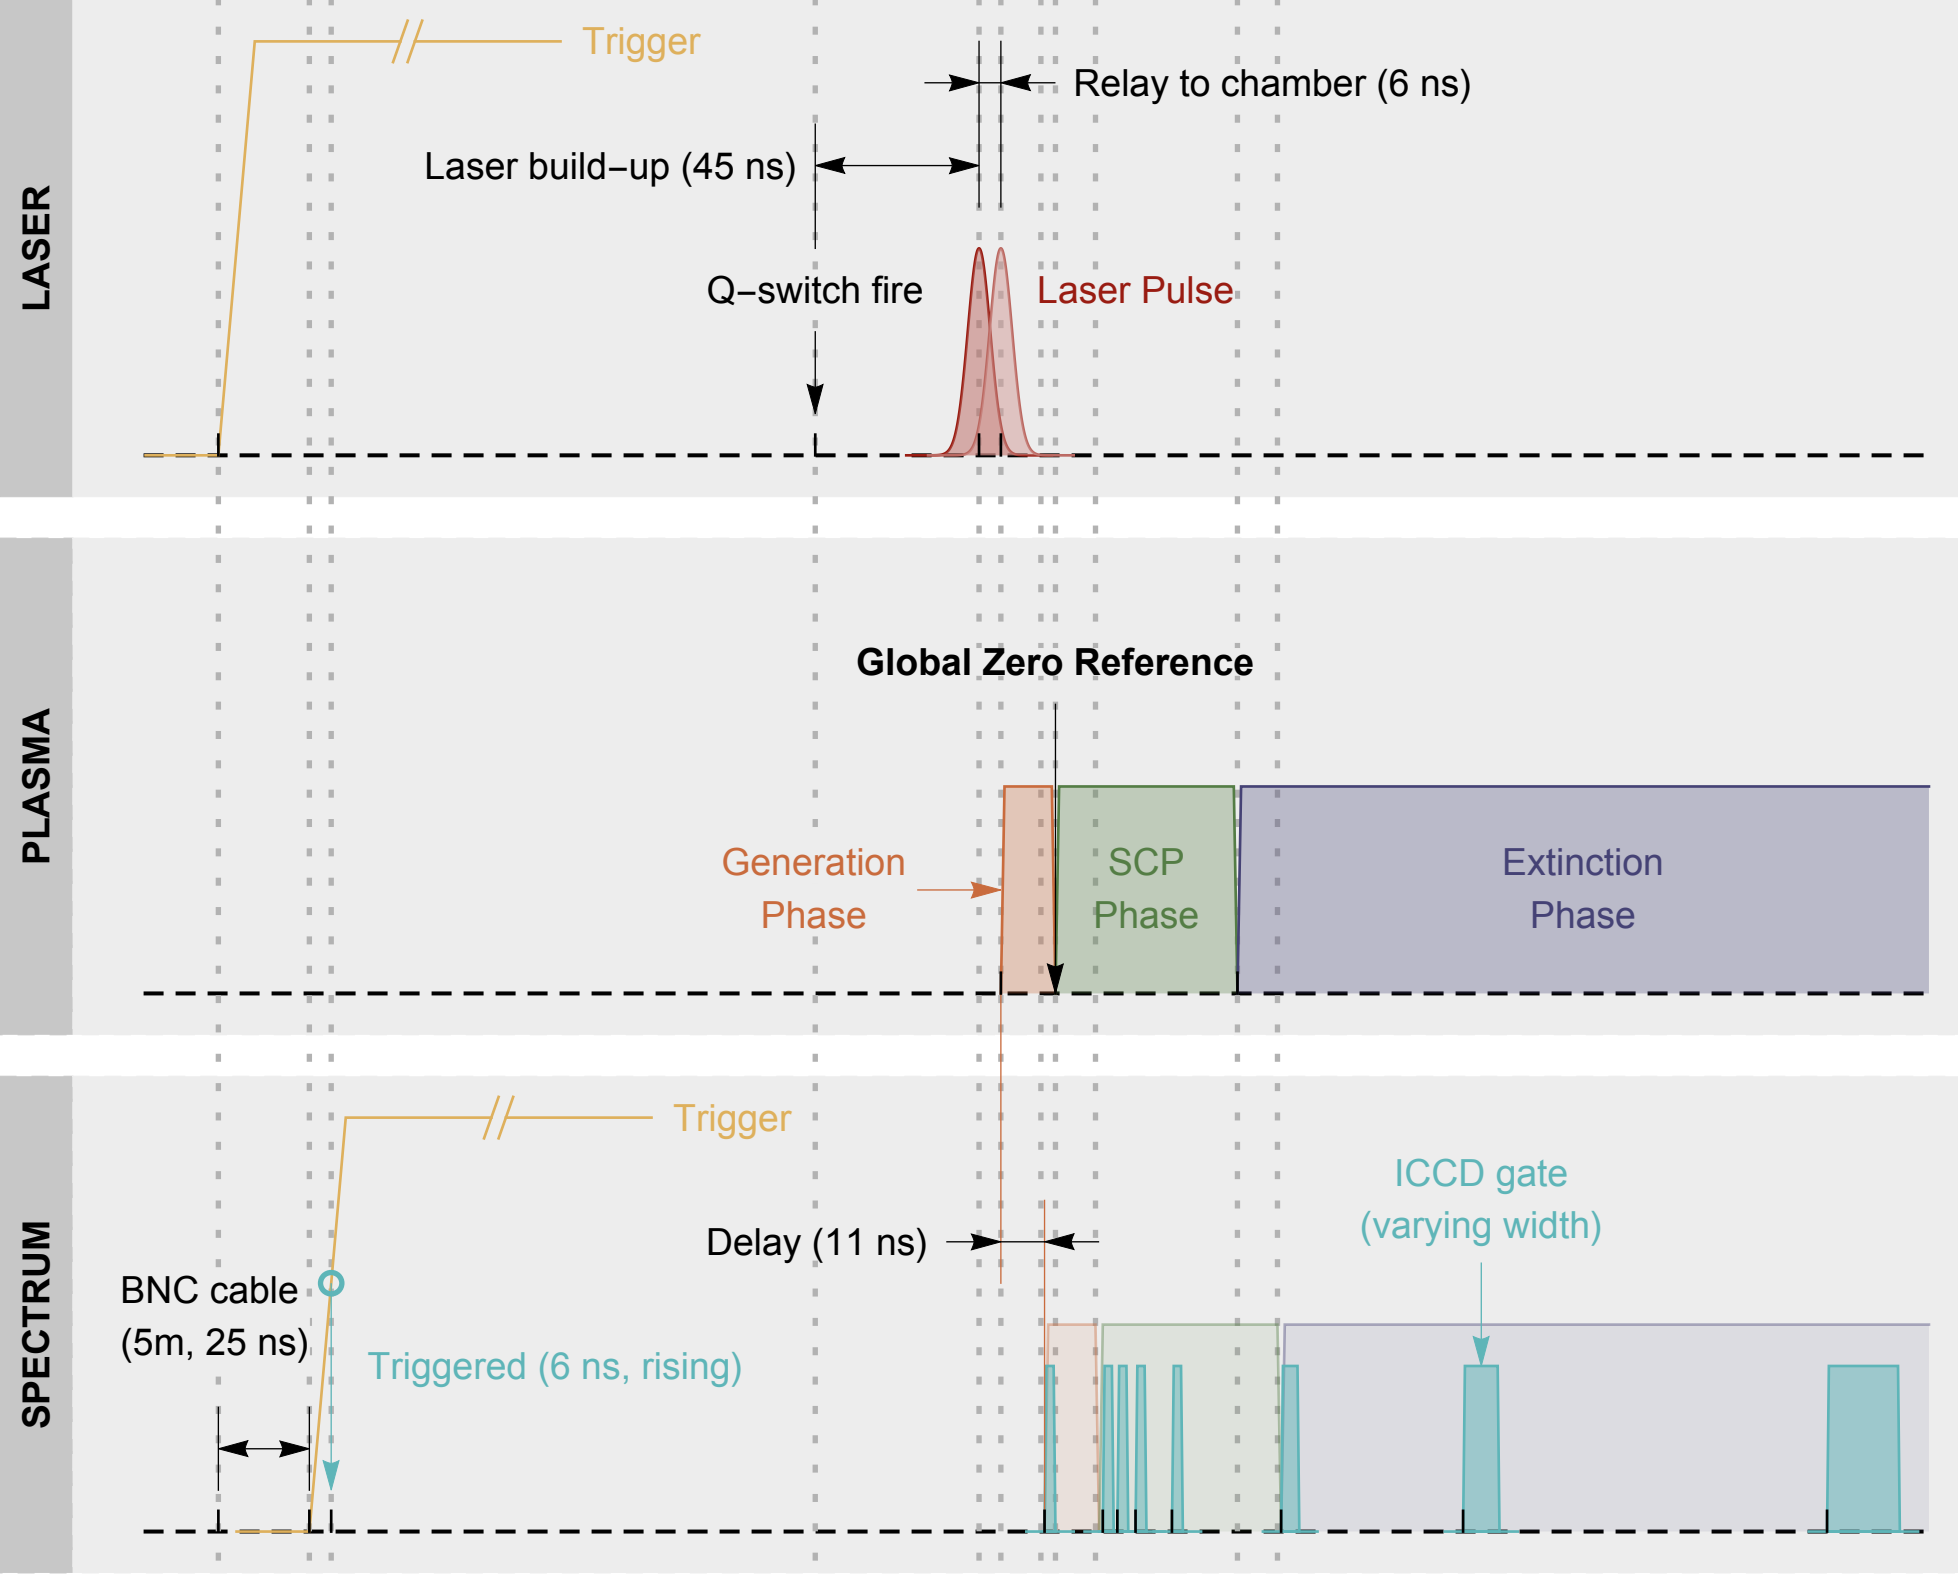 LASER
Trigger
Relay to chamber (6 ns)
Laser build–up (45 ns)
Q–switch fire
Laser Pulse
PLASMA
Global Zero Reference
Generation
Phase
SCP
Phase
Extinction
Phase
SPECTRUM
Trigger
ICCD gate
(varying width)
Delay (11 ns)
BNC cable
(5m, 25 ns)
Triggered (6 ns, rising)